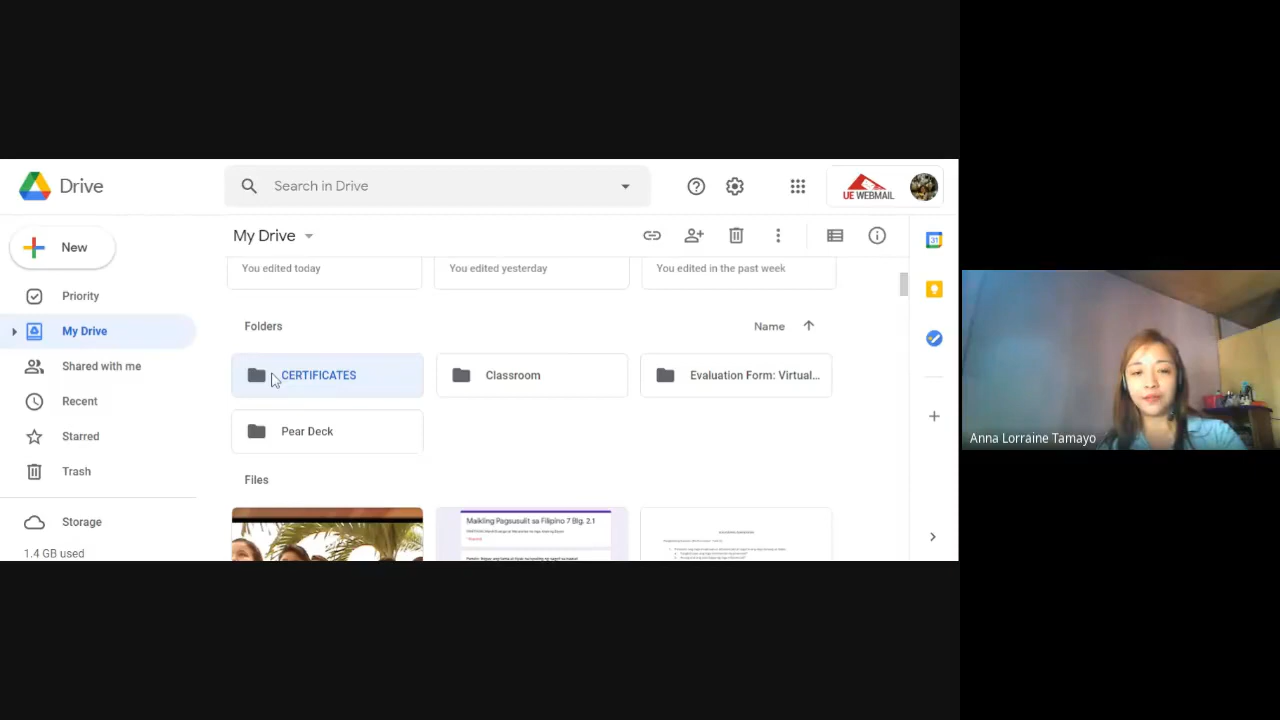 Drive
Search in Drive
UE WEBMAIL
New
My Drive
31
You edited today
You edited yesterday
You edited in the past week
Priority
My Drive
Shared with me
Recent
Starred
Trash
Storage
1.4 GB used
Folders
Name
CERTIFICATES
Classroom
Evaluation Form: Virtual...
Pear Deck
Files
Maikling Pagsusulit sa Filipino 7 Blg. 2.1
Anna Lorraine Tamayo